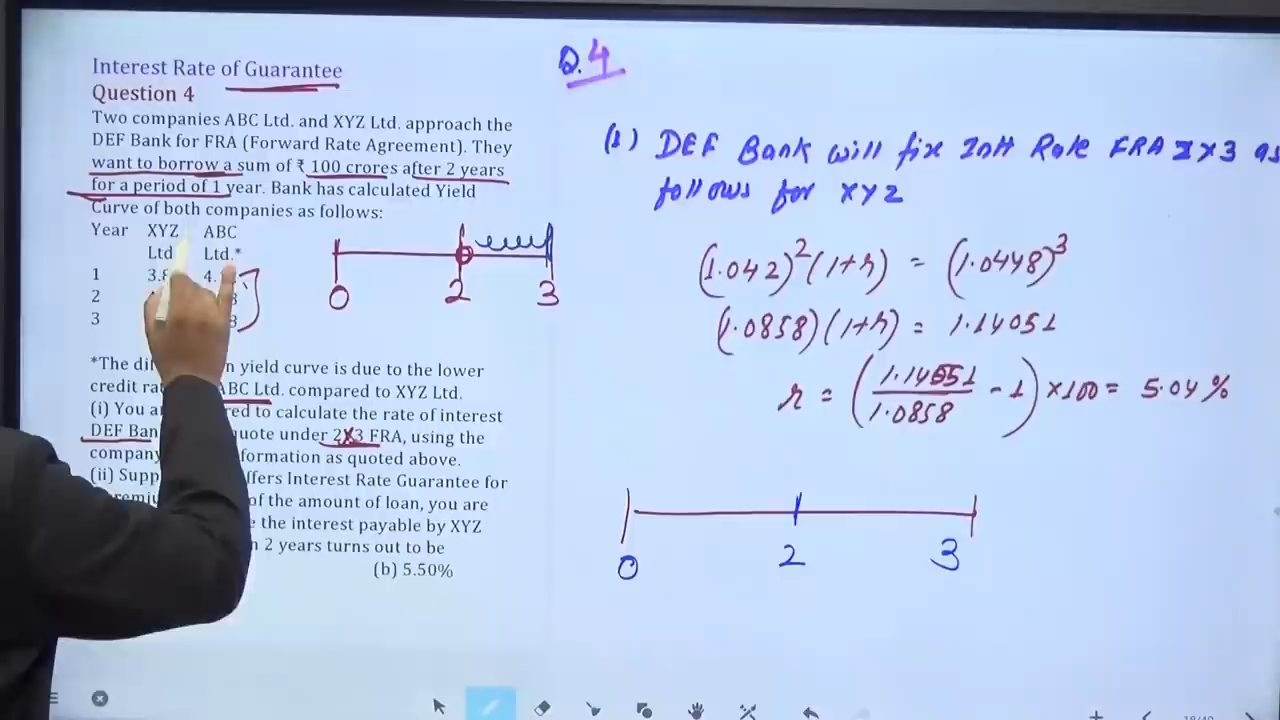 Interest Rate of Guarantee
Question 4
Two companies ABC Ltd. and XYZ Ltd. approach the
DEF Bank for FRA (Forward Rate Agreement). They
want to borrow a sum of ₹ 100 crores after 2 years
for a period of 1 year. Bank has calculated Yield
Curve of both companies as follows:
Year XYZ ABC
Ltd Ltd.*
1 3.8 4.
2
3
0 2 3
*The di n yield curve is due to the lower
credit ra ABC Ltd. compared to XYZ Ltd.
(i) You a red to calculate the rate of interest
DEF Ban quote under 2X3 FRA, using the
company formation as quoted above.
(ii) Supp ffers Interest Rate Guarantee for
premiu of the amount of loan, you are
e the interest payable by XYZ
n 2 years turns out to be
(b) 5.50%
Q.4
(1) DEF Bank will fix Intt Rate FRA 2X3 as
follows for XYZ
(1.042)²(1+r) = (1.0448)³
(1.0858)(1+r) = 1.14051
r = (1.14051/1.0858 - 1) ×100 = 5.04%
0 2 3